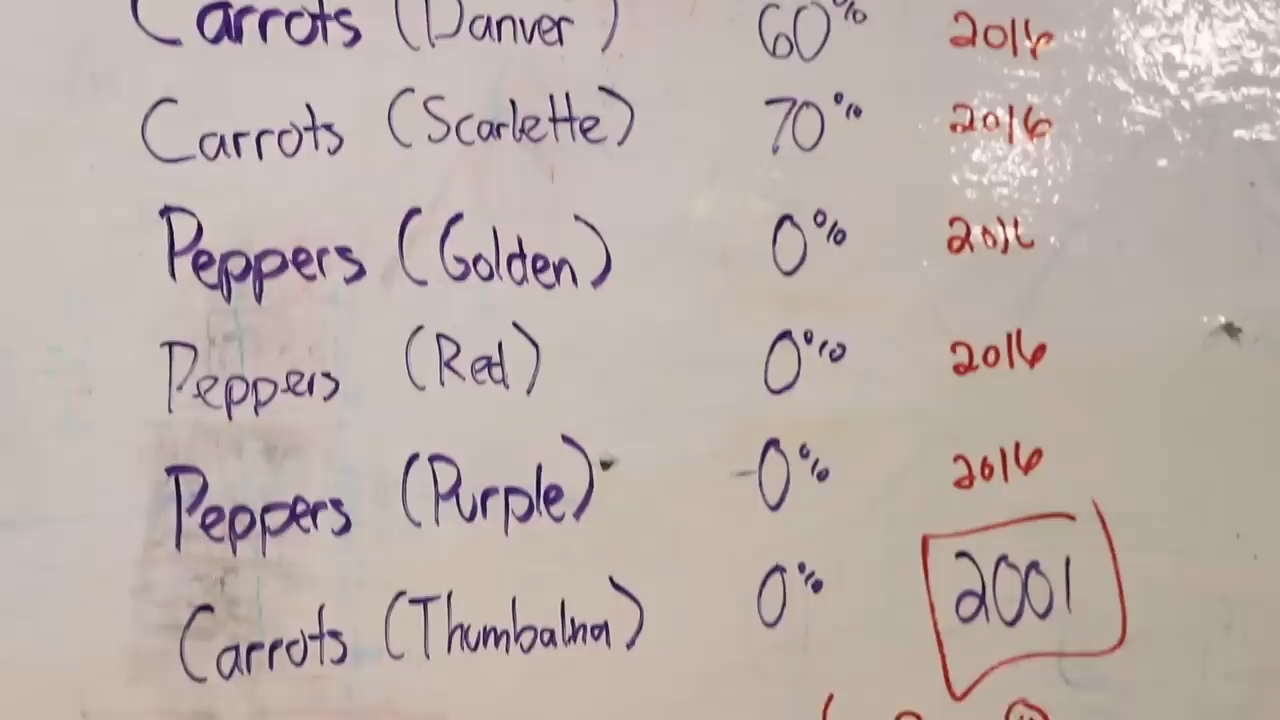 Carrots (Danver) 60% 2016
Carrots (Scarlette) 70% 2016
Peppers (Golden) 0% 2016
Peppers (Red) 0% 2016
Peppers (Purple) 0% 2016
Carrots (Thumbalina) 0% 2001